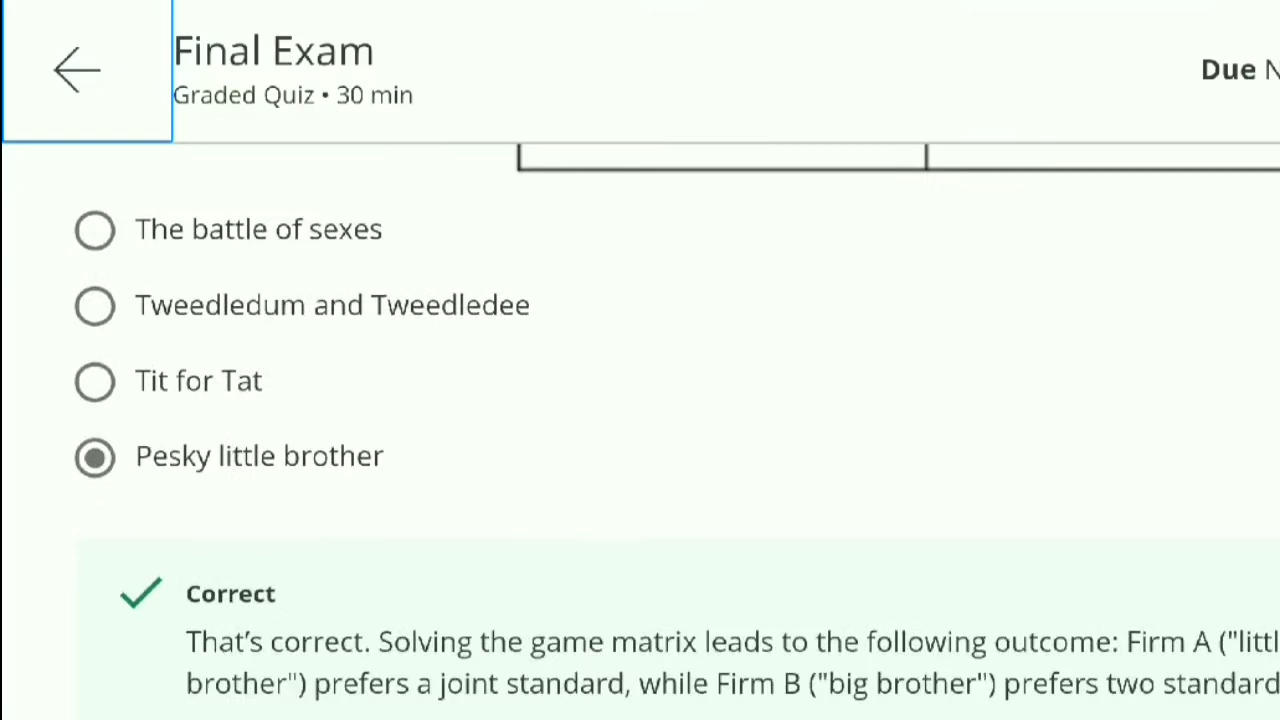 Final Exam
Graded Quiz • 30 min
Due
The battle of sexes
Tweedledum and Tweedledee
Tit for Tat
Pesky little brother
Correct
That's correct. Solving the game matrix leads to the following outcome: Firm A ("littl
brother") prefers a joint standard, while Firm B ("big brother") prefers two standard